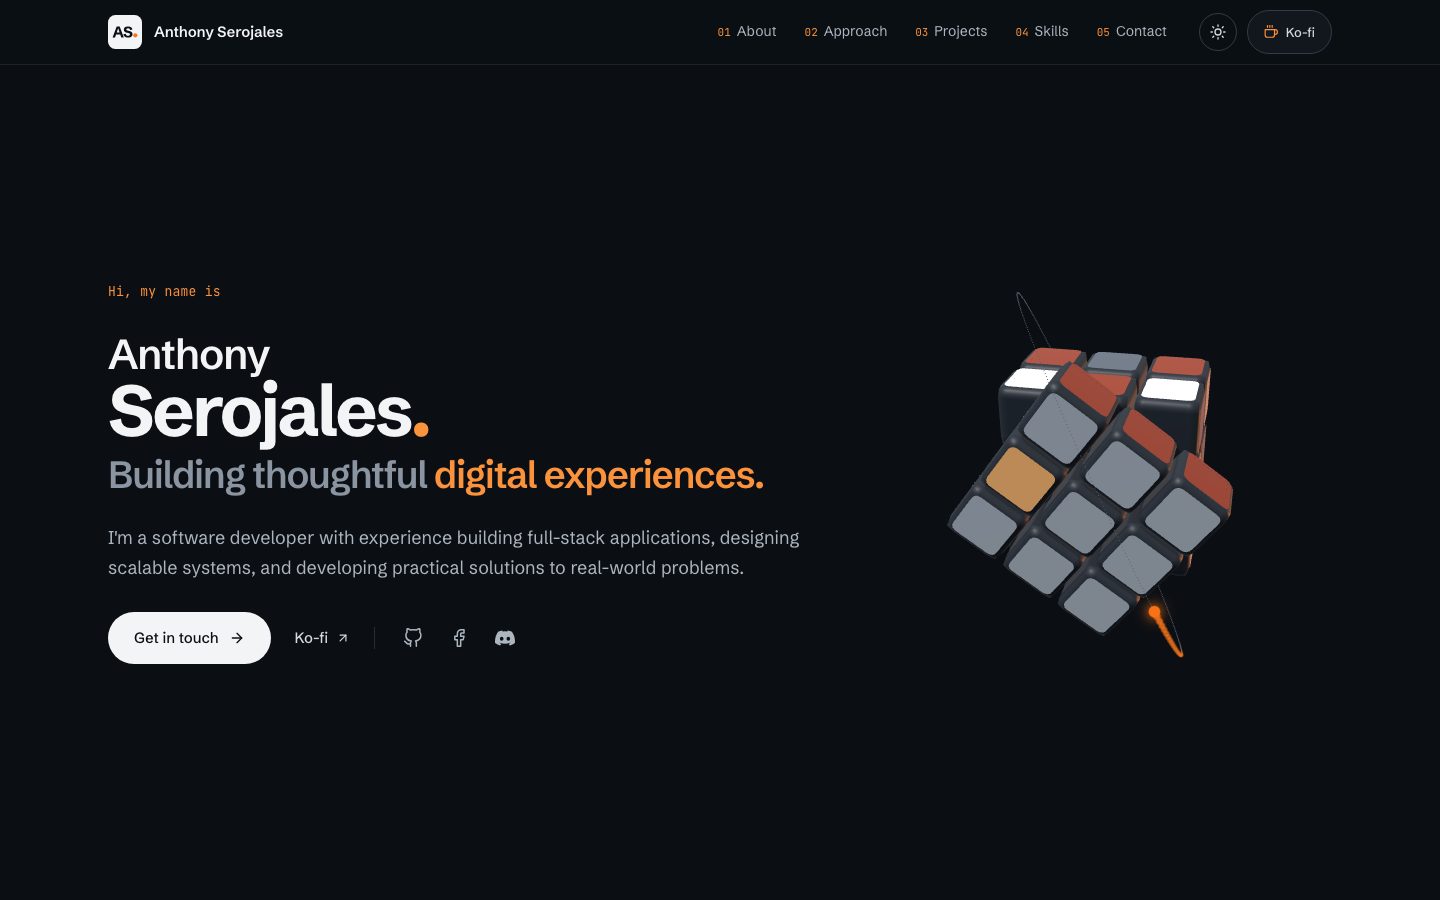 AS. Anthony Serojales
01 About 02 Approach 03 Projects 04 Skills 05 Contact Ko-fi
Hi, my name is
Anthony
Serojales.
Building thoughtful digital experiences.
I'm a software developer with experience building full-stack applications, designing
scalable systems, and developing practical solutions to real-world problems.
Get in touch Ko-fi